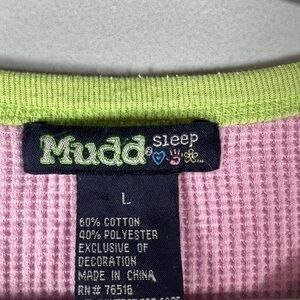 Mudd® sleep
L
60% COTTON
40% POLYESTER
EXCLUSIVE OF
DECORATION
MADE IN CHINA
RN# 76516